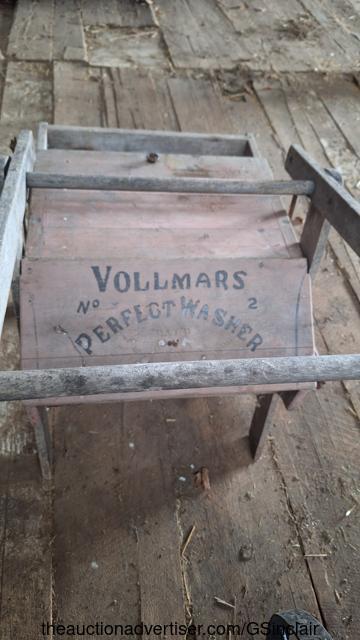 VOLLMARS
No 2
PERFECT WASHER
theauctionadvertiser.com/GSinclair